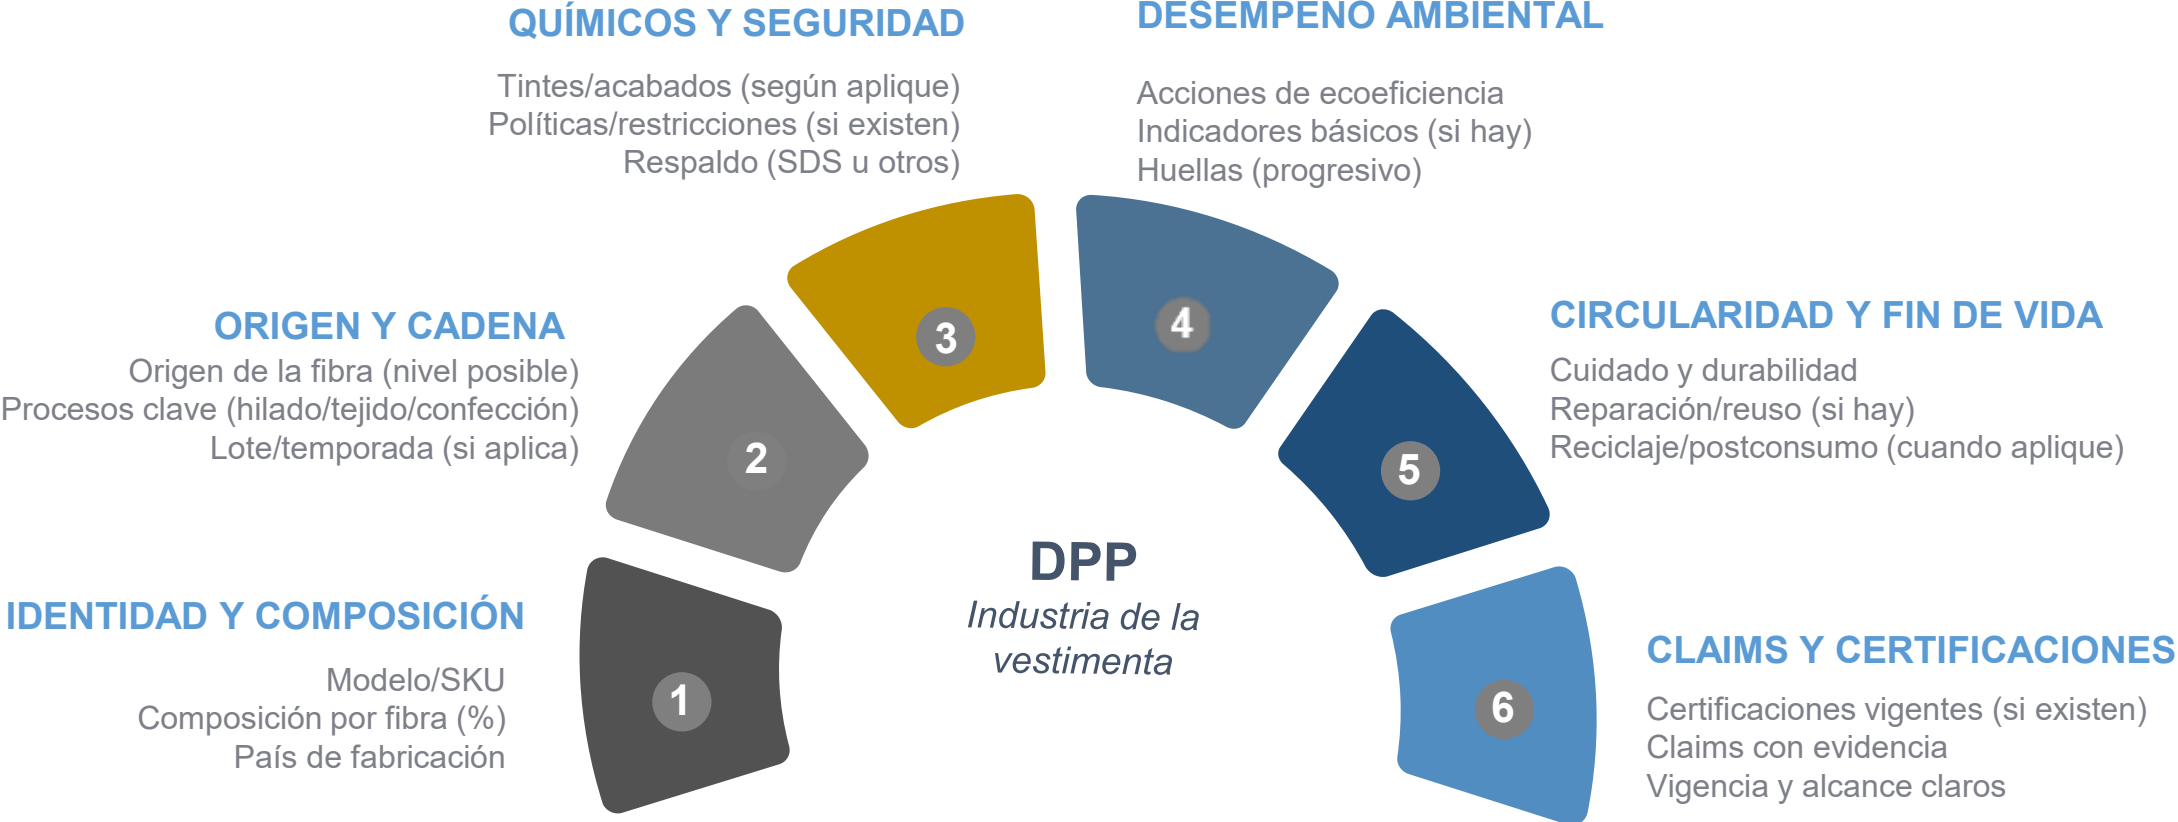 QUÍMICOS Y SEGURIDAD
Tintes/acabados (según aplique)
Políticas/restricciones (si existen)
Respaldo (SDS u otros)
DESEMPEÑO AMBIENTAL
Acciones de ecoeficiencia
Indicadores básicos (si hay)
Huellas (progresivo)
ORIGEN Y CADENA
Origen de la fibra (nivel posible)
Procesos clave (hilado/tejido/confección)
Lote/temporada (si aplica)
CIRCULARIDAD Y FIN DE VIDA
Cuidado y durabilidad
Reparación/reuso (si hay)
Reciclaje/postconsumo (cuando aplique)
IDENTIDAD Y COMPOSICIÓN
Modelo/SKU
Composición por fibra (%)
País de fabricación
CLAIMS Y CERTIFICACIONES
Certificaciones vigentes (si existen)
Claims con evidencia
Vigencia y alcance claros
1
2
3
4
5
6
DPP
Industria de la
vestimenta